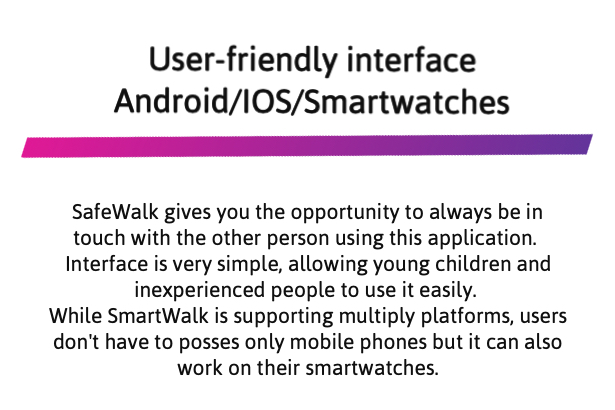 User-friendly interface
Android/IOS/Smartwatches
SafeWalk gives you the opportunity to always be in
touch with the other person using this application.
Interface is very simple, allowing young children and
inexperienced people to use it easily.
While SmartWalk is supporting multiply platforms, users
don't have to posses only mobile phones but it can also
work on their smartwatches.